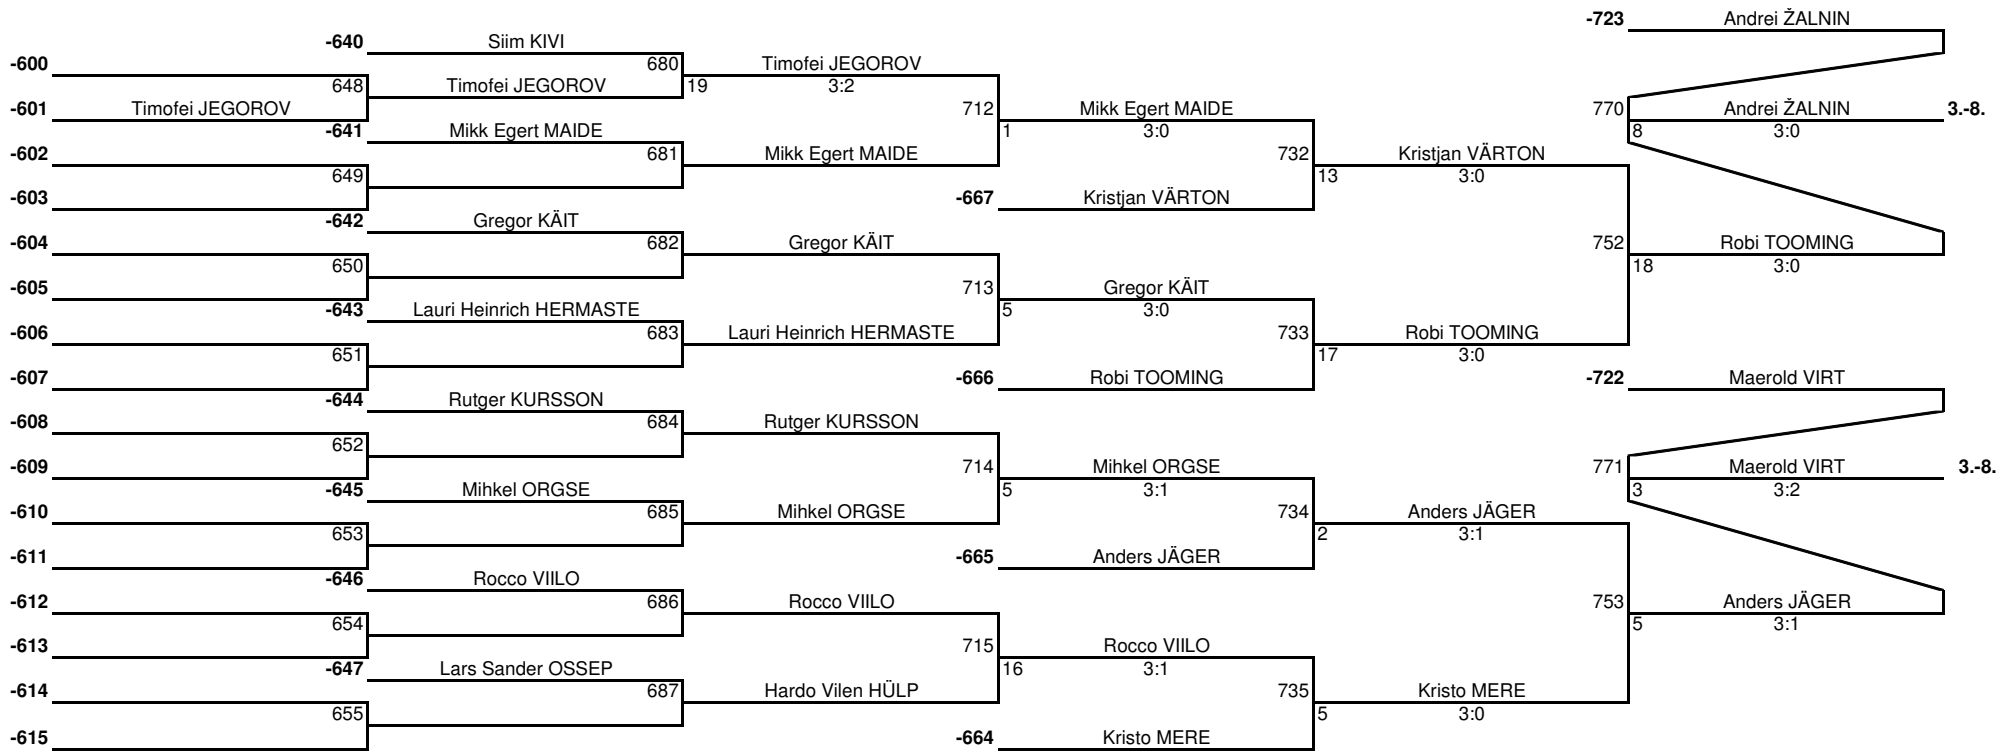 -723 Andrei ŽALNIN
-640 Siim KIVI
-600 680 Timofei JEGOROV
648 Timofei JEGOROV 19 3:2
-601 Timofei JEGOROV 712 Mikk Egert MAIDE 770 Andrei ŽALNIN 3.-8.
-641 Mikk Egert MAIDE 1 3:0 8 3:0
-602 681 Mikk Egert MAIDE 732 Kristjan VÄRTON
649 13 3:0
-603 -667 Kristjan VÄRTON
-642 Gregor KÄIT
-604 682 Gregor KÄIT 752 Robi TOOMING
650 18 3:0
-605 713 Gregor KÄIT
-643 Lauri Heinrich HERMASTE 5 3:0
-606 683 Lauri Heinrich HERMASTE 733 Robi TOOMING
651 17 3:0
-607 -666 Robi TOOMING -722 Maerold VIRT
-644 Rutger KURSSON
-608 684 Rutger KURSSON
652
-609 714 Mihkel ORGSE 771 Maerold VIRT 3.-8.
-645 Mihkel ORGSE 5 3:1 3 3:2
-610 685 Mihkel ORGSE 734 Anders JÄGER
653 2 3:1
-611 -665 Anders JÄGER
-646 Rocco VIILO
-612 686 Rocco VIILO 753 Anders JÄGER
654 5 3:1
-613 715 Rocco VIILO
-647 Lars Sander OSSEP 16 3:1
-614 687 Hardo Vilen HÜLP 735 Kristo MERE
655 5 3:0
-615 -664 Kristo MERE